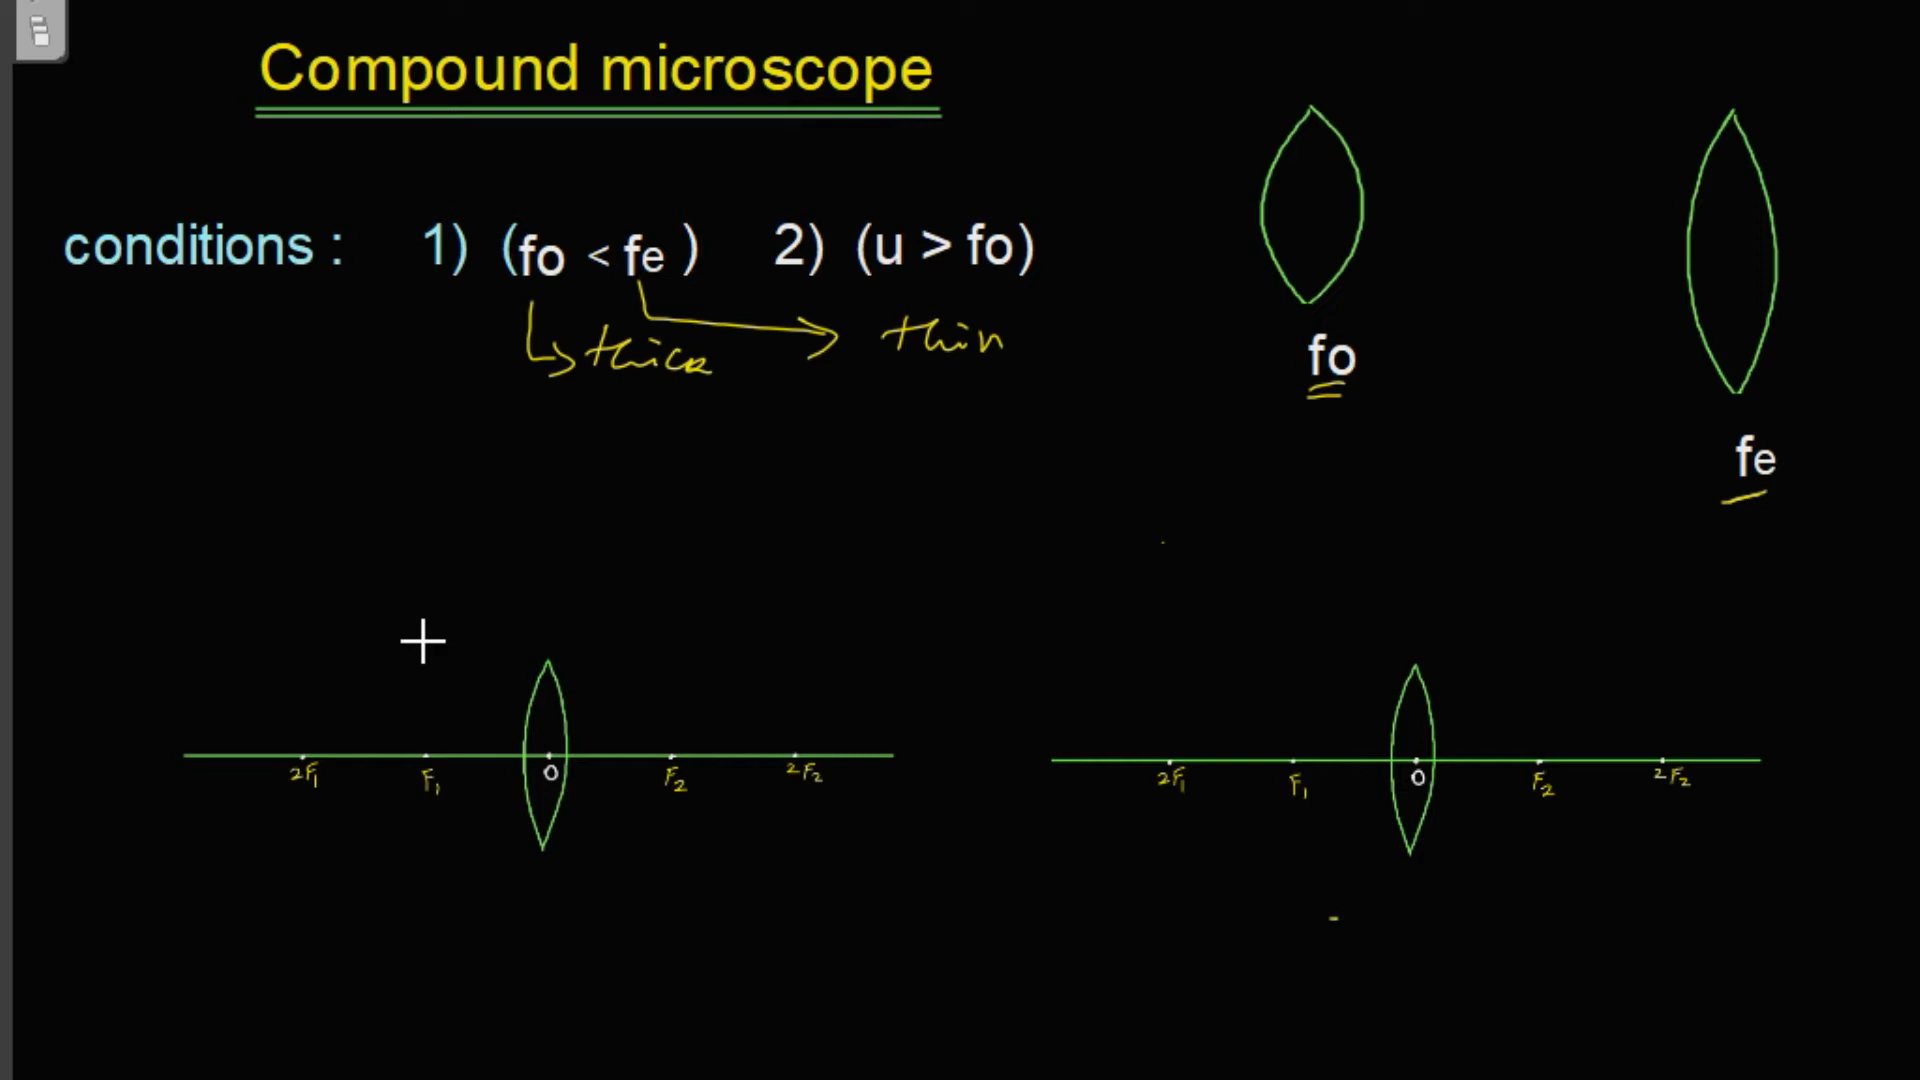 Compound microscope
conditions : 1) (fo < fe ) 2) (u > fo)
thick thin
fo
fe
2F₁ F₁ O F₂ 2F₂
2F₁ F₁ O F₂ 2F₂